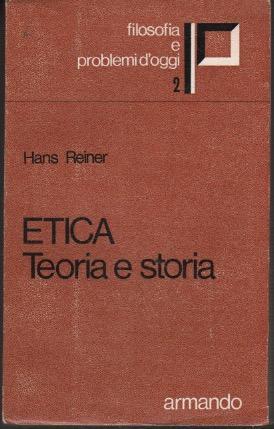 filosofia
e
problemi d'oggi
2
Hans Reiner
ETICA
Teoria e storia
armando